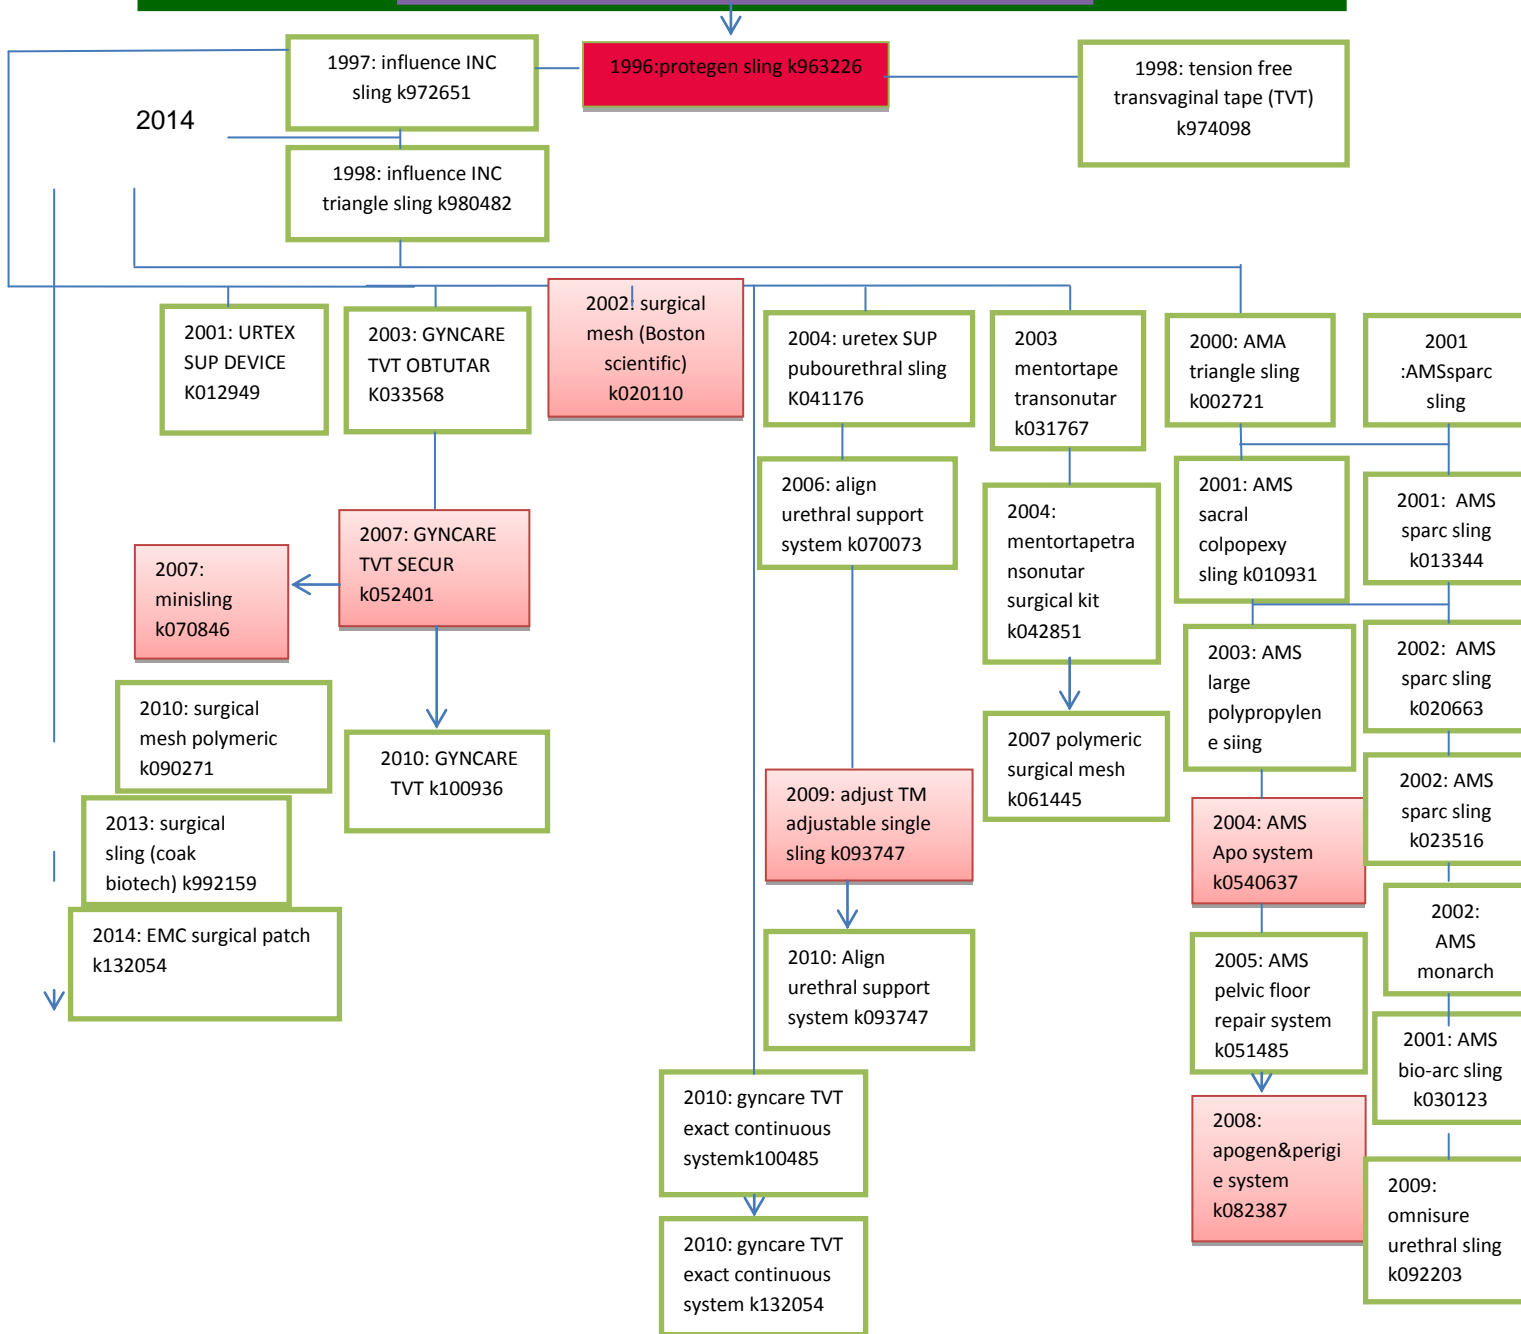 1997: influence INC
sling k972651
1996:protegen sling k963226
1998: tension free
transvaginal tape (TVT)
k974098
2014
1998: influence INC
triangle sling k980482
2001: URTEX
SUP DEVICE
K012949
2003: GYNCARE
TVT OBTUTAR
K033568
2002: surgical
mesh (Boston
scientific)
k020110
2004: uretex SUP
pubourethral sling
K041176
2003
mentortape
transonutar
k031767
2000: AMA
triangle sling
k002721
2001
:AMSsparc
sling
2006: align
urethral support
system k070073
2001: AMS
sacral
colpopexy
sling k010931
2001:  AMS
sparc sling
k013344
2004:
mentortapetra
nsonutar
surgical kit
k042851
2007: GYNCARE
TVT SECUR
k052401
2007:
minisling
k070846
2003: AMS
large
polypropylen
e siing
2002:  AMS
sparc sling
k020663
2010: surgical
mesh polymeric
k090271
2010: GYNCARE
TVT k100936
2007 polymeric
surgical mesh
k061445
2009: adjust TM
adjustable single
sling k093747
2002: AMS
sparc sling
k023516
2013: surgical
sling (coak
biotech) k992159
2004: AMS
Apo system
k0540637
2014: EMC surgical patch
k132054
2002:
AMS
monarch
2010: Align
urethral support
system k093747
2005: AMS
pelvic floor
repair system
k051485
2001: AMS
bio-arc sling
k030123
2010: gyncare TVT
exact continuous
systemk100485
2008:
apogen&perigi
e system
k082387
2009:
omnisure
urethral sling
k092203
2010: gyncare TVT
exact continuous
system k132054